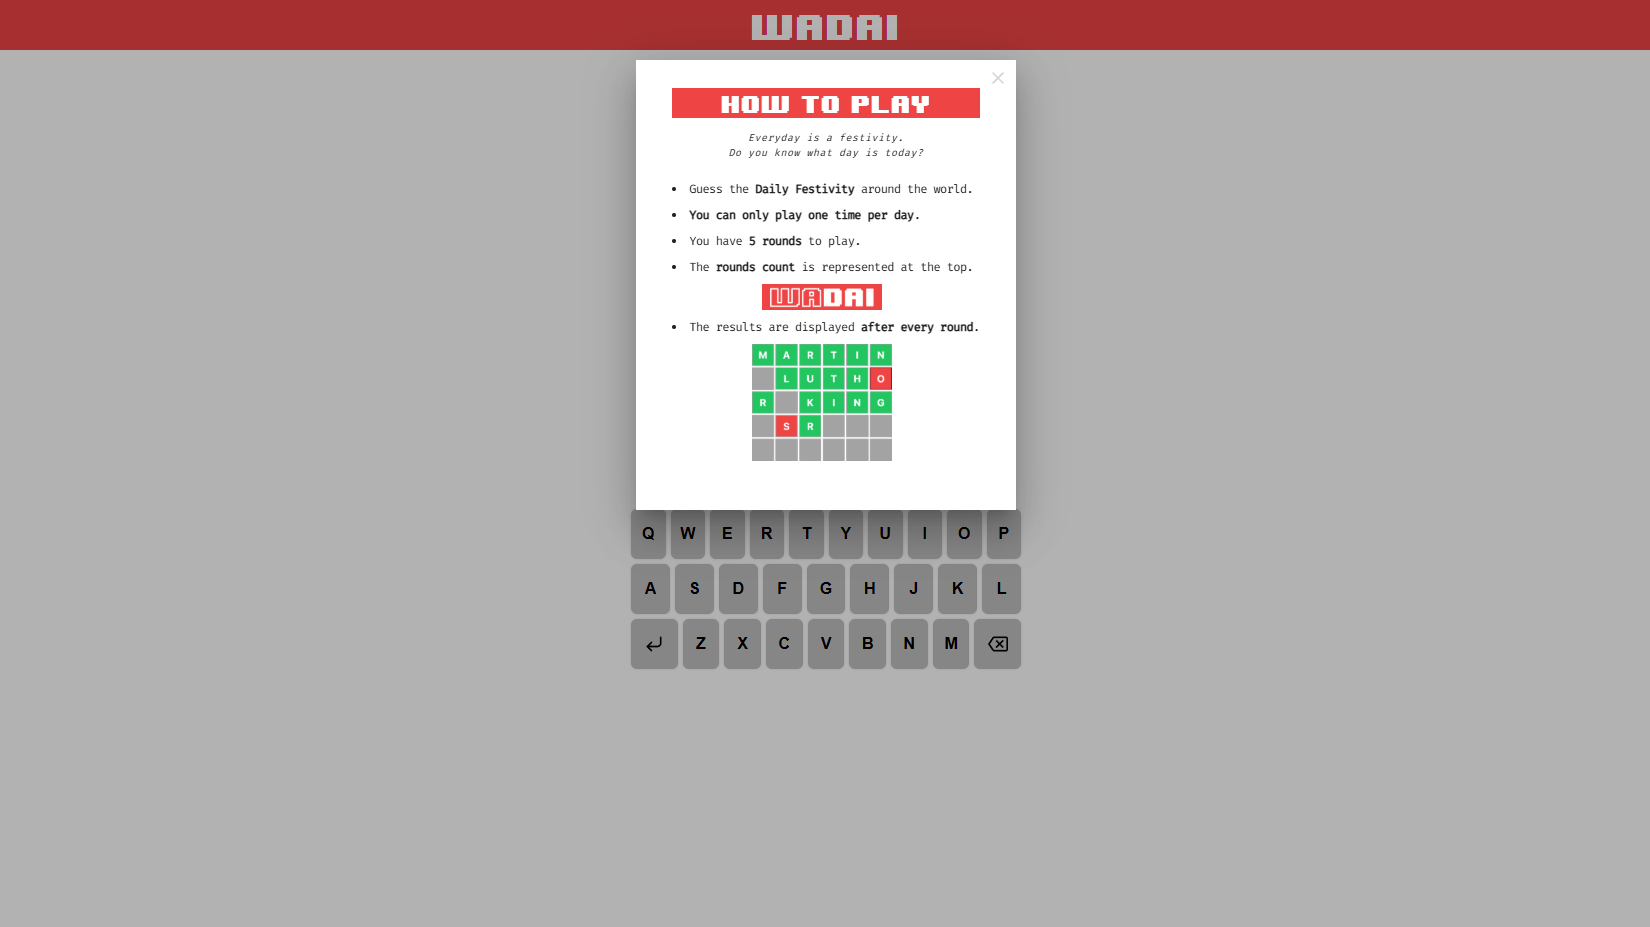 WADAI
HOW TO PLAY
Everyday is a festivity.
Do you know what day is today?
• Guess the Daily Festivity around the world.
• You can only play one time per day.
• You have 5 rounds to play.
• The rounds count is represented at the top.
WADAI
• The results are displayed after every round.
M A R T I N
L U T H O
R K I N G
S R
Q W E R T Y U I O P
A S D F G H J K L
Z X C V B N M